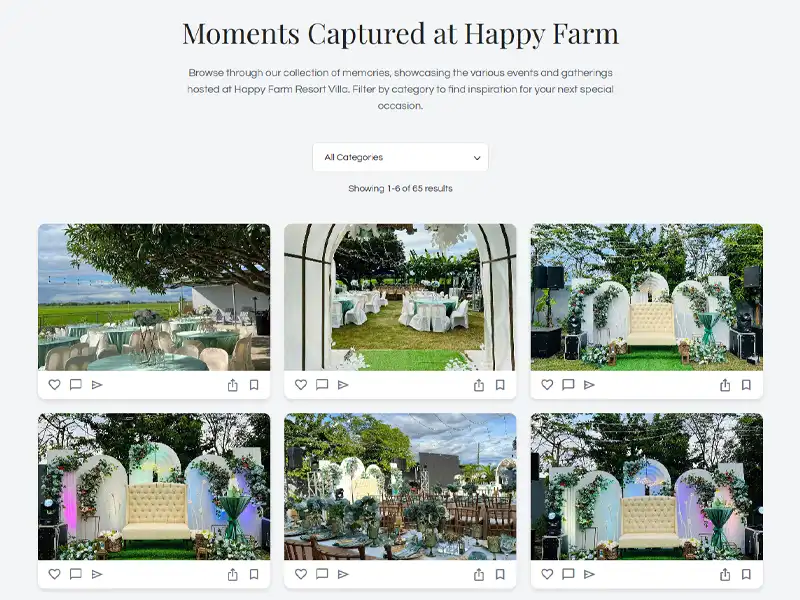 Moments Captured at Happy Farm
Browse through our collection of memories, showcasing the various events and gatherings
hosted at Happy Farm Resort Villa. Filter by category to find inspiration for your next special
occasion.
All Categories
Showing 1-6 of 65 results